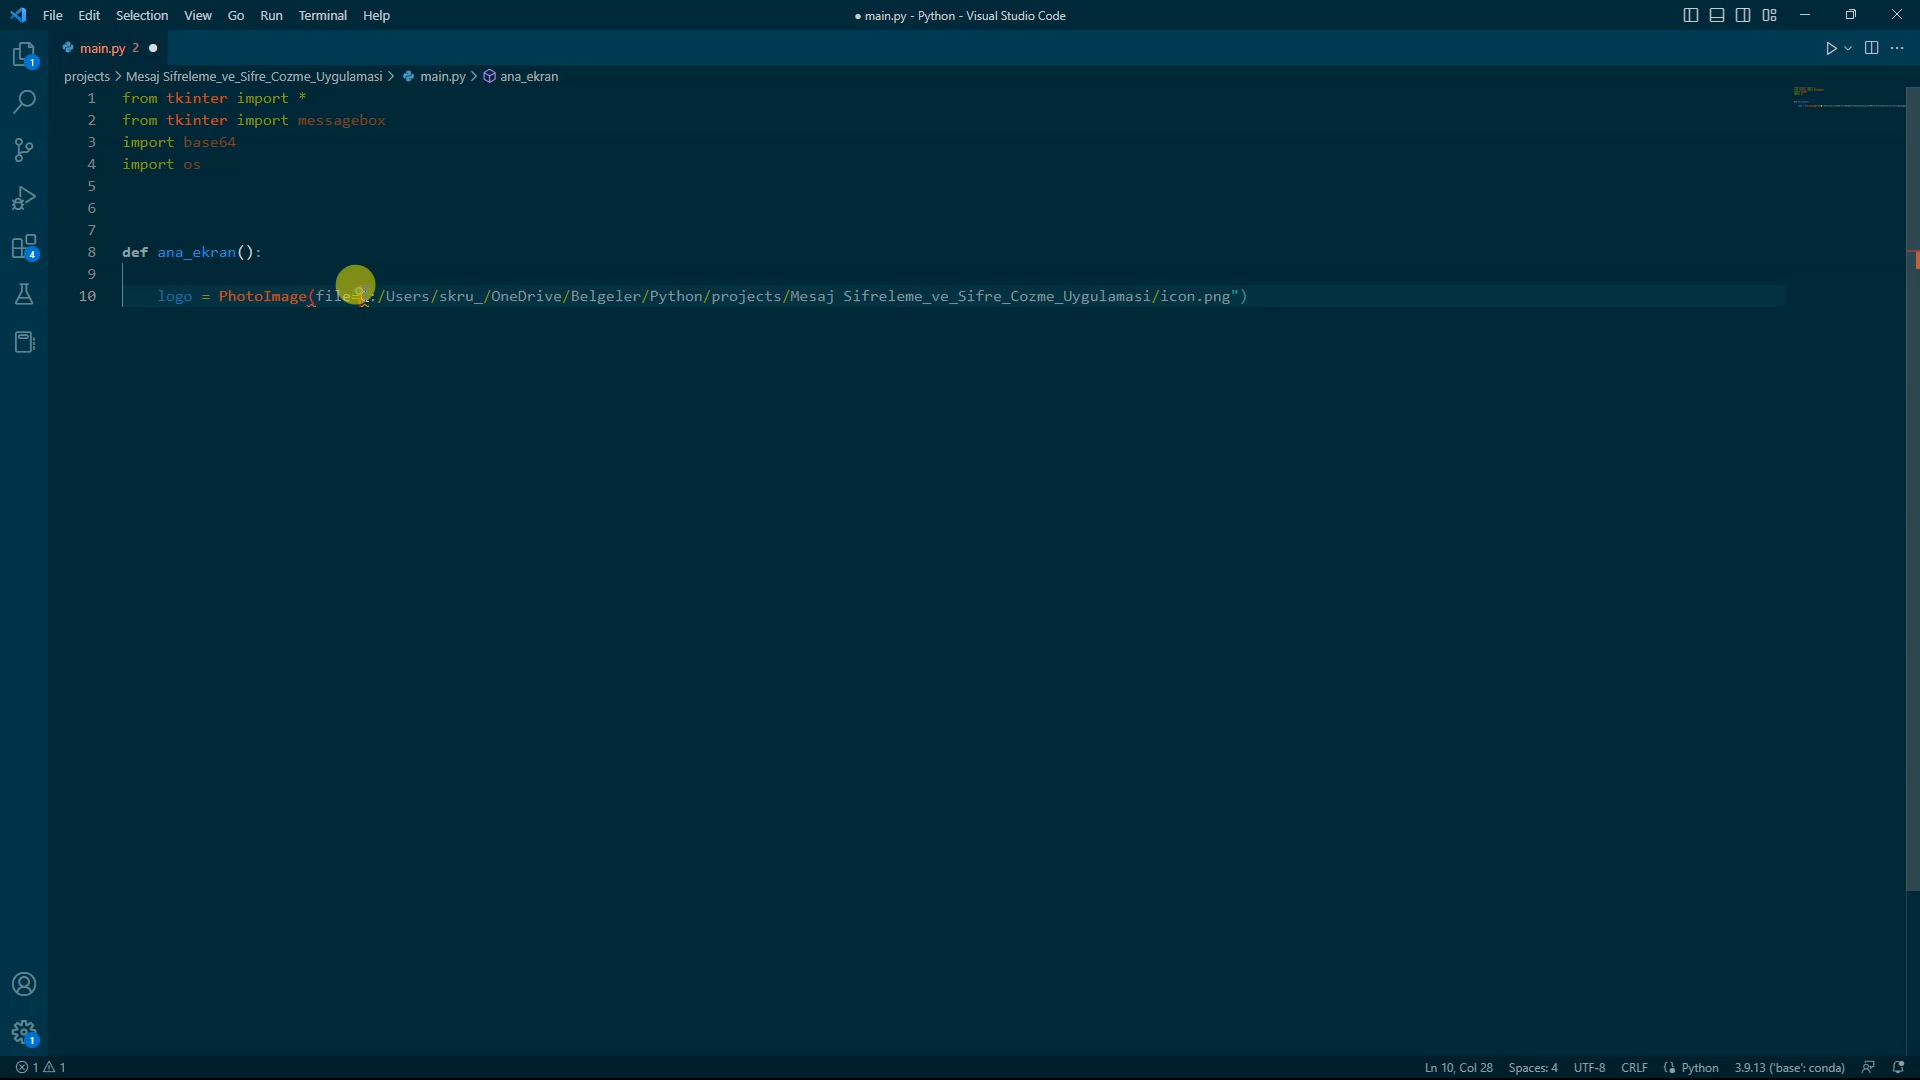 File Edit Selection View Go Run Terminal Help
● main.py - Python - Visual Studio Code
main.py 2 ●
projects > Mesaj Sifreleme_ve_Sifre_Cozme_Uygulamasi > main.py > ana_ekran
1 from tkinter import *
2 from tkinter import messagebox
3 import base64
4 import os
5
6
7
8 def ana_ekran():
9
10 logo = PhotoImage(file= :/Users/skru_/OneDrive/Belgeler/Python/projects/Mesaj Sifreleme_ve_Sifre_Cozme_Uygulamasi/icon.png")
1
4
1
1 1
Ln 10, Col 28 Spaces: 4 UTF-8 CRLF Python 3.9.13 ('base': conda)